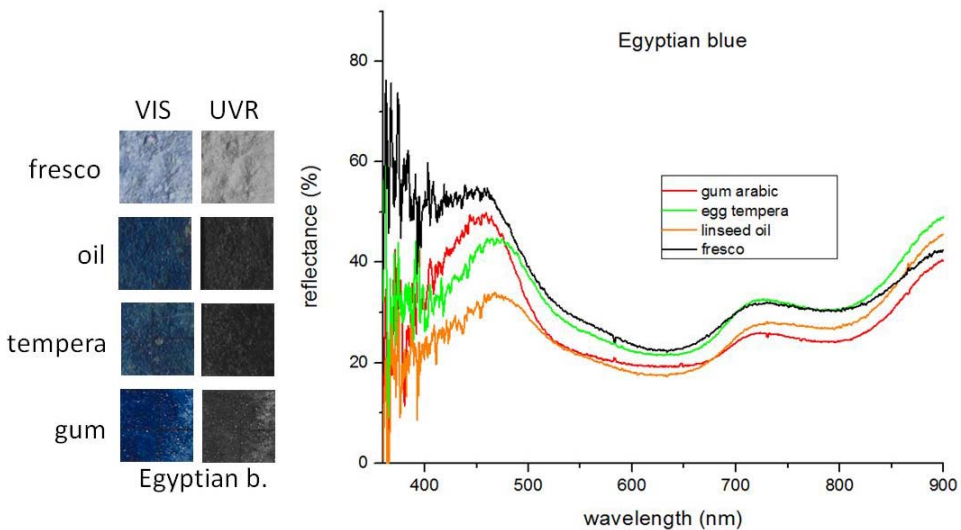 VIS UVR
fresco
oil
tempera
gum
Egyptian b.
Egyptian blue
gum arabic
egg tempera
linseed oil
fresco
reflectance (%)
80
60
40
20
0
400 500 600 700 800 900
wavelength (nm)